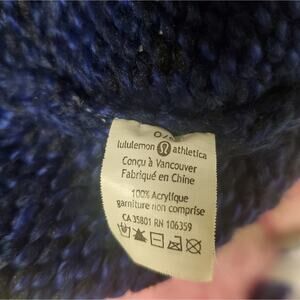 lululemon athletica
Conçu à Vancouver
Fabriqué en Chine
100% Acrylique
garniture non comprise
CA 35801 RN 106359